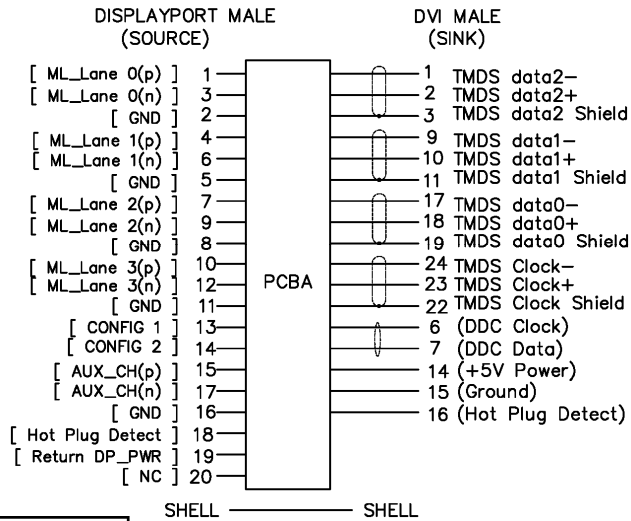 DISPLAYPORT MALE
(SOURCE)
DVI MALE
(SINK)
[ ML_Lane 0(p) ] 1
[ ML_Lane 0(n) ] 3
[ GND ] 2
[ ML_Lane 1(p) ] 4
[ ML_Lane 1(n) ] 6
[ GND ] 5
[ ML_Lane 2(p) ] 7
[ ML_Lane 2(n) ] 9
[ GND ] 8
[ ML_Lane 3(p) ] 10
[ ML_Lane 3(n) ] 12
[ GND ] 11
[ CONFIG 1 ] 13
[ CONFIG 2 ] 14
[ AUX_CH(p) ] 15
[ AUX_CH(n) ] 17
[ GND ] 16
[ Hot Plug Detect ] 18
[ Return DP_PWR ] 19
[ NC ] 20
PCBA
1 TMDS data2-
2 TMDS data2+
3 TMDS data2 Shield
9 TMDS data1-
10 TMDS data1+
11 TMDS data1 Shield
17 TMDS data0-
18 TMDS data0+
19 TMDS data0 Shield
24 TMDS Clock-
23 TMDS Clock+
22 TMDS Clock Shield
6 (DDC Clock)
7 (DDC Data)
14 (+5V Power)
15 (Ground)
16 (Hot Plug Detect)
SHELL SHELL